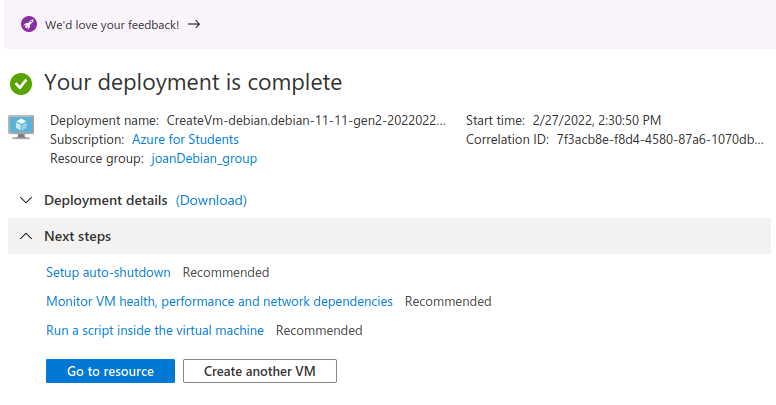 We'd love your feedback! →
Your deployment is complete
Deployment name: CreateVm-debian.debian-11-11-gen2-2022022... Start time: 2/27/2022, 2:30:50 PM
Subscription: Azure for Students Correlation ID: 7f3acb8e-f8d4-4580-87a6-1070db...
Resource group: joanDebian_group
Deployment details (Download)
Next steps
Setup auto-shutdown Recommended
Monitor VM health, performance and network dependencies Recommended
Run a script inside the virtual machine Recommended
Go to resource Create another VM